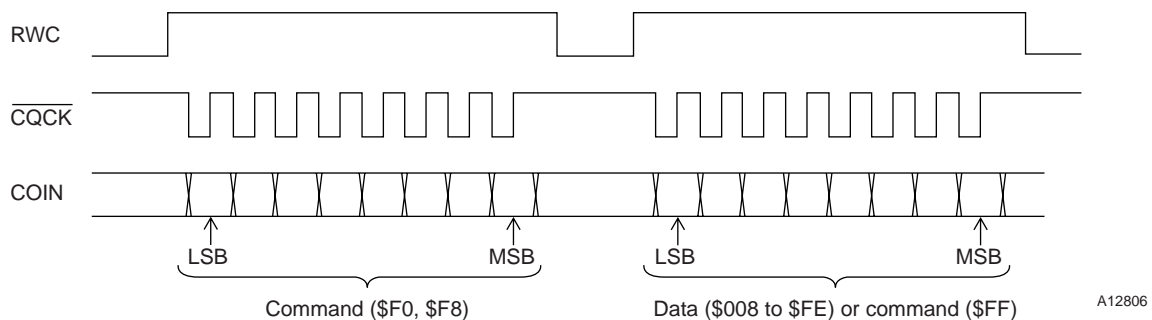 RWC
CQCK
COIN
LSB MSB LSB MSB
Command ($F0, $F8) Data ($008 to $FE) or command ($FF)
A12806